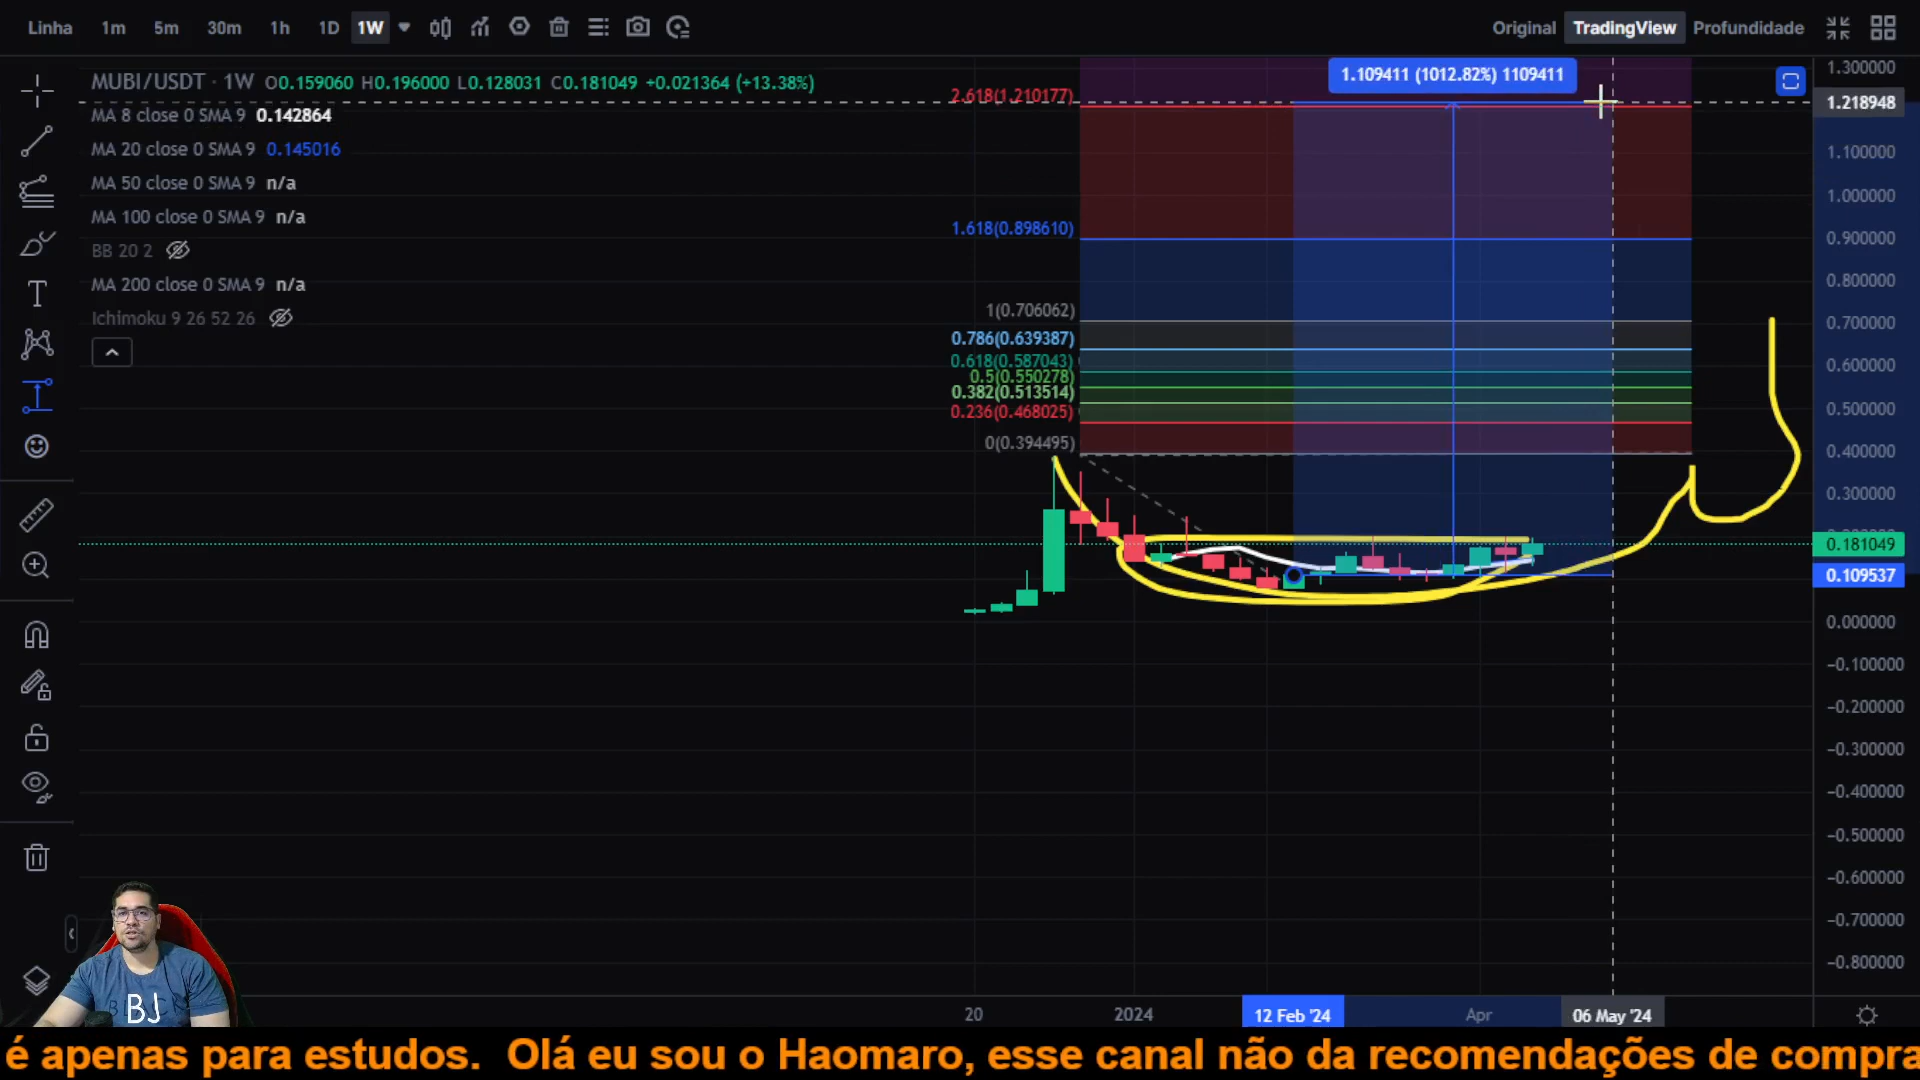 Linha 1m 5m 30m 1h 1D 1W Original TradingView Profundidade
MUBI/USDT · 1W O0.159060 H0.196000 L0.128031 C0.181049 +0.021364 (+13.38%)
MA 8 close 0 SMA 9 0.142864
MA 20 close 0 SMA 9 0.145016
MA 50 close 0 SMA 9 n/a
MA 100 close 0 SMA 9 n/a
BB 20 2
MA 200 close 0 SMA 9 n/a
Ichimoku 9 26 52 26
1.109411 (1012.82%) 1109411
2.618(1.210177)
1.618(0.898610)
1(0.706062)
0.786(0.639387)
0.618(0.587043)
0.5(0.550278)
0.382(0.513514)
0.236(0.468025)
0(0.394495)
1.300000
1.218948
1.100000
1.000000
0.900000
0.800000
0.700000
0.600000
0.500000
0.400000
0.300000
0.181049
0.109537
0.000000
-0.100000
-0.200000
-0.300000
-0.400000
-0.500000
-0.600000
-0.700000
-0.800000
20 2024 12 Feb '24 Apr 06 May '24
BJ
é apenas para estudos. Olá eu sou o Haomaro, esse canal não da recomendações de compra